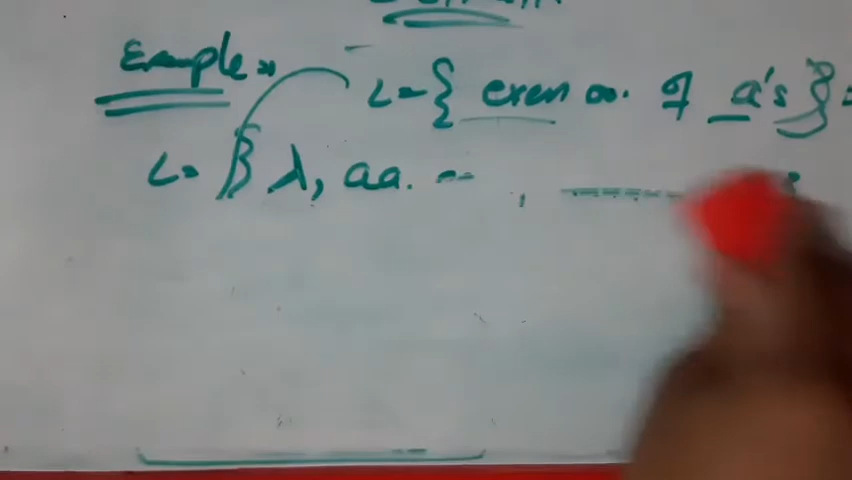 Example:
L = { even no. of a's } =
L = { λ, aa. --- ,